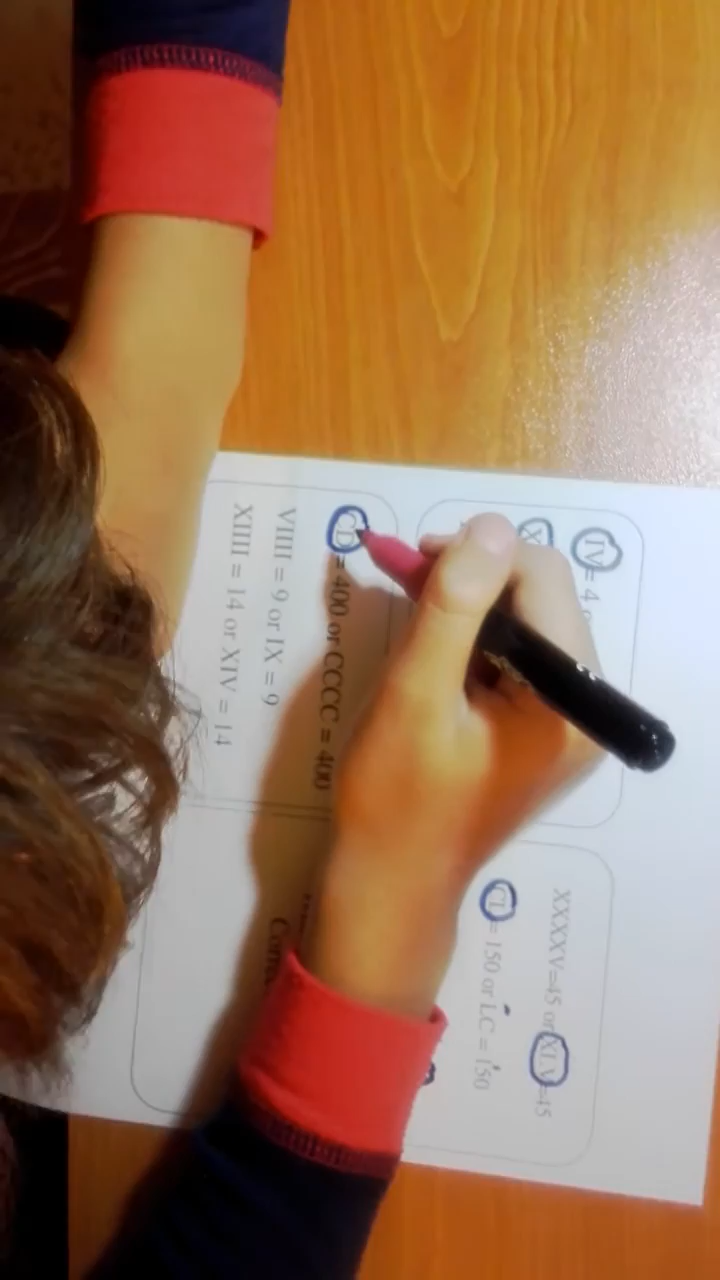 IV = 4
X
CD = 400 or CCCC = 400
VIIII = 9 or IX = 9
XIIII = 14 or XIV = 14
XXXXV=45 or XLV=45
CL = 150 or LC = 150